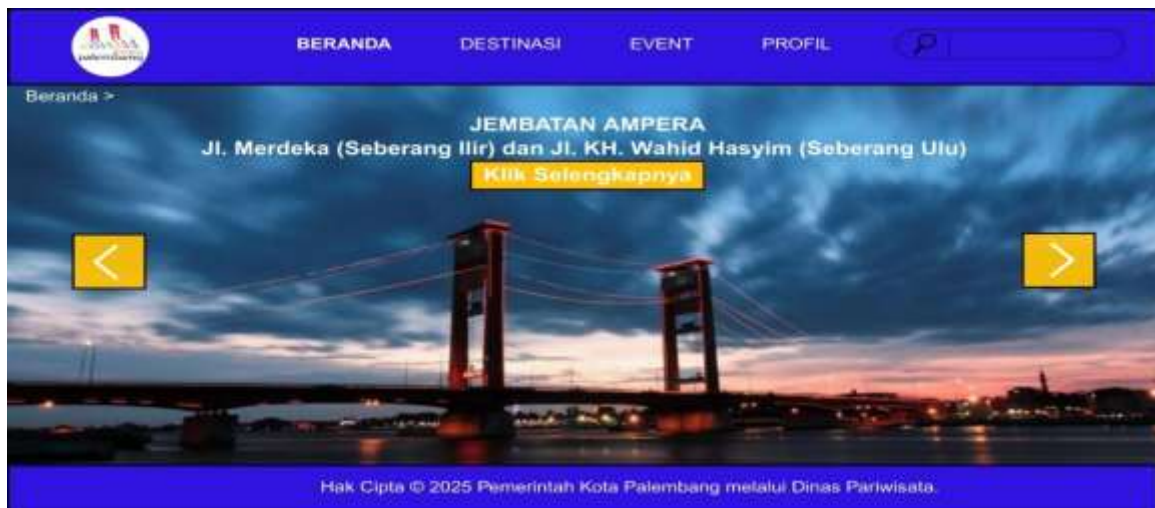 palembang
BERANDA DESTINASI EVENT PROFIL
Beranda >
JEMBATAN AMPERA
Jl. Merdeka (Seberang Ilir) dan Jl. KH. Wahid Hasyim (Seberang Ulu)
Klik Selengkapnya
Hak Cipta © 2025 Pemerintah Kota Palembang melalui Dinas Pariwisata.